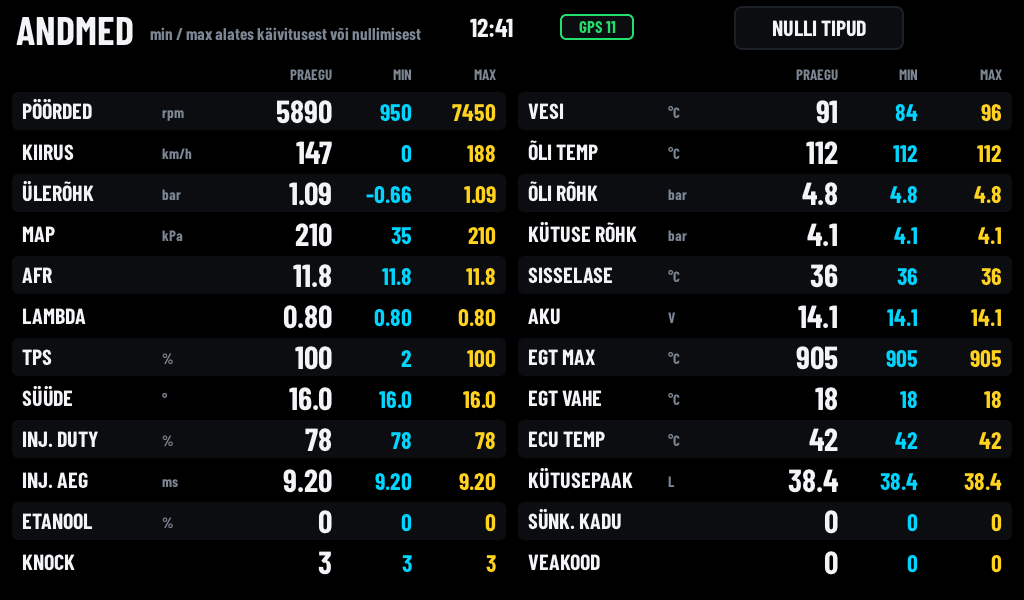 ANDMED min / max alates käivitusest või nullimisest 12:41 GPS 11 NULLI TIPUD
PRAEGU MIN MAX PRAEGU MIN MAX
PÖÖRDED rpm 5890 950 7450 VESI °C 91 84 96
KIIRUS km/h 147 0 188 ÕLI TEMP °C 112 112 112
ÜLERÕHK bar 1.09 -0.66 1.09 ÕLI RÕHK bar 4.8 4.8 4.8
MAP kPa 210 35 210 KÜTUSE RÕHK bar 4.1 4.1 4.1
AFR 11.8 11.8 11.8 SISSELASE °C 36 36 36
LAMBDA 0.80 0.80 0.80 AKU V 14.1 14.1 14.1
TPS % 100 2 100 EGT MAX °C 905 905 905
SÜÜDE ° 16.0 16.0 16.0 EGT VAHE °C 18 18 18
INJ. DUTY % 78 78 78 ECU TEMP °C 42 42 42
INJ. AEG ms 9.20 9.20 9.20 KÜTUSEPAAK L 38.4 38.4 38.4
ETANOOL % 0 0 0 SÜNK. KADU 0 0 0
KNOCK 3 3 3 VEAKOOD 0 0 0